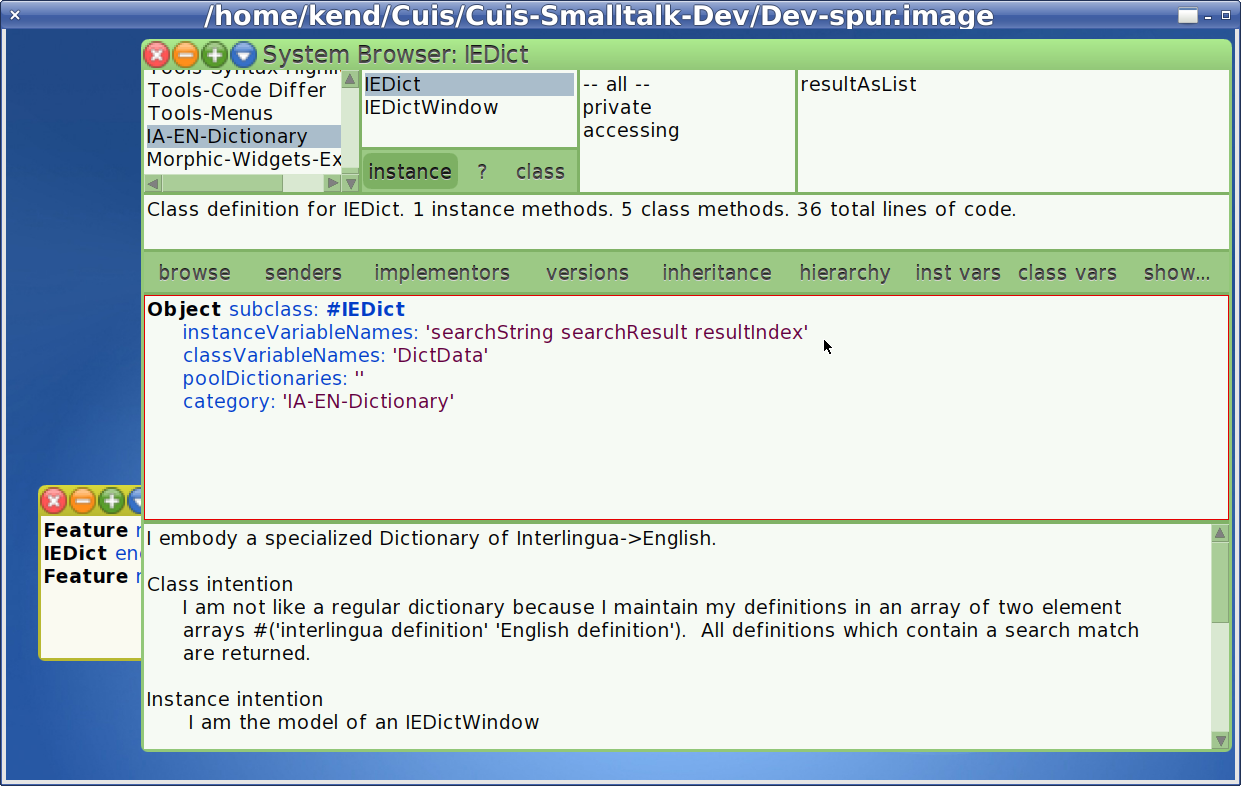 /home/kend/Cuis/Cuis-Smalltalk-Dev/Dev-spur.image
System Browser: IEDict
Tools-Code Differ
Tools-Menus
IA-EN-Dictionary
Morphic-Widgets-Ex
IEDict
IEDictWindow
instance ? class
-- all --
private
accessing
resultAsList
Class definition for IEDict. 1 instance methods. 5 class methods. 36 total lines of code.
browse senders implementors versions inheritance hierarchy inst vars class vars show...
Object subclass: #IEDict
instanceVariableNames: 'searchString searchResult resultIndex'
classVariableNames: 'DictData'
poolDictionaries: ''
category: 'IA-EN-Dictionary'
I embody a specialized Dictionary of Interlingua->English.
Class intention
I am not like a regular dictionary because I maintain my definitions in an array of two element
arrays #('interlingua definition' 'English definition').  All definitions which contain a search match
are returned.
Instance intention
I am the model of an IEDictWindow
Feature
IEDict
Feature